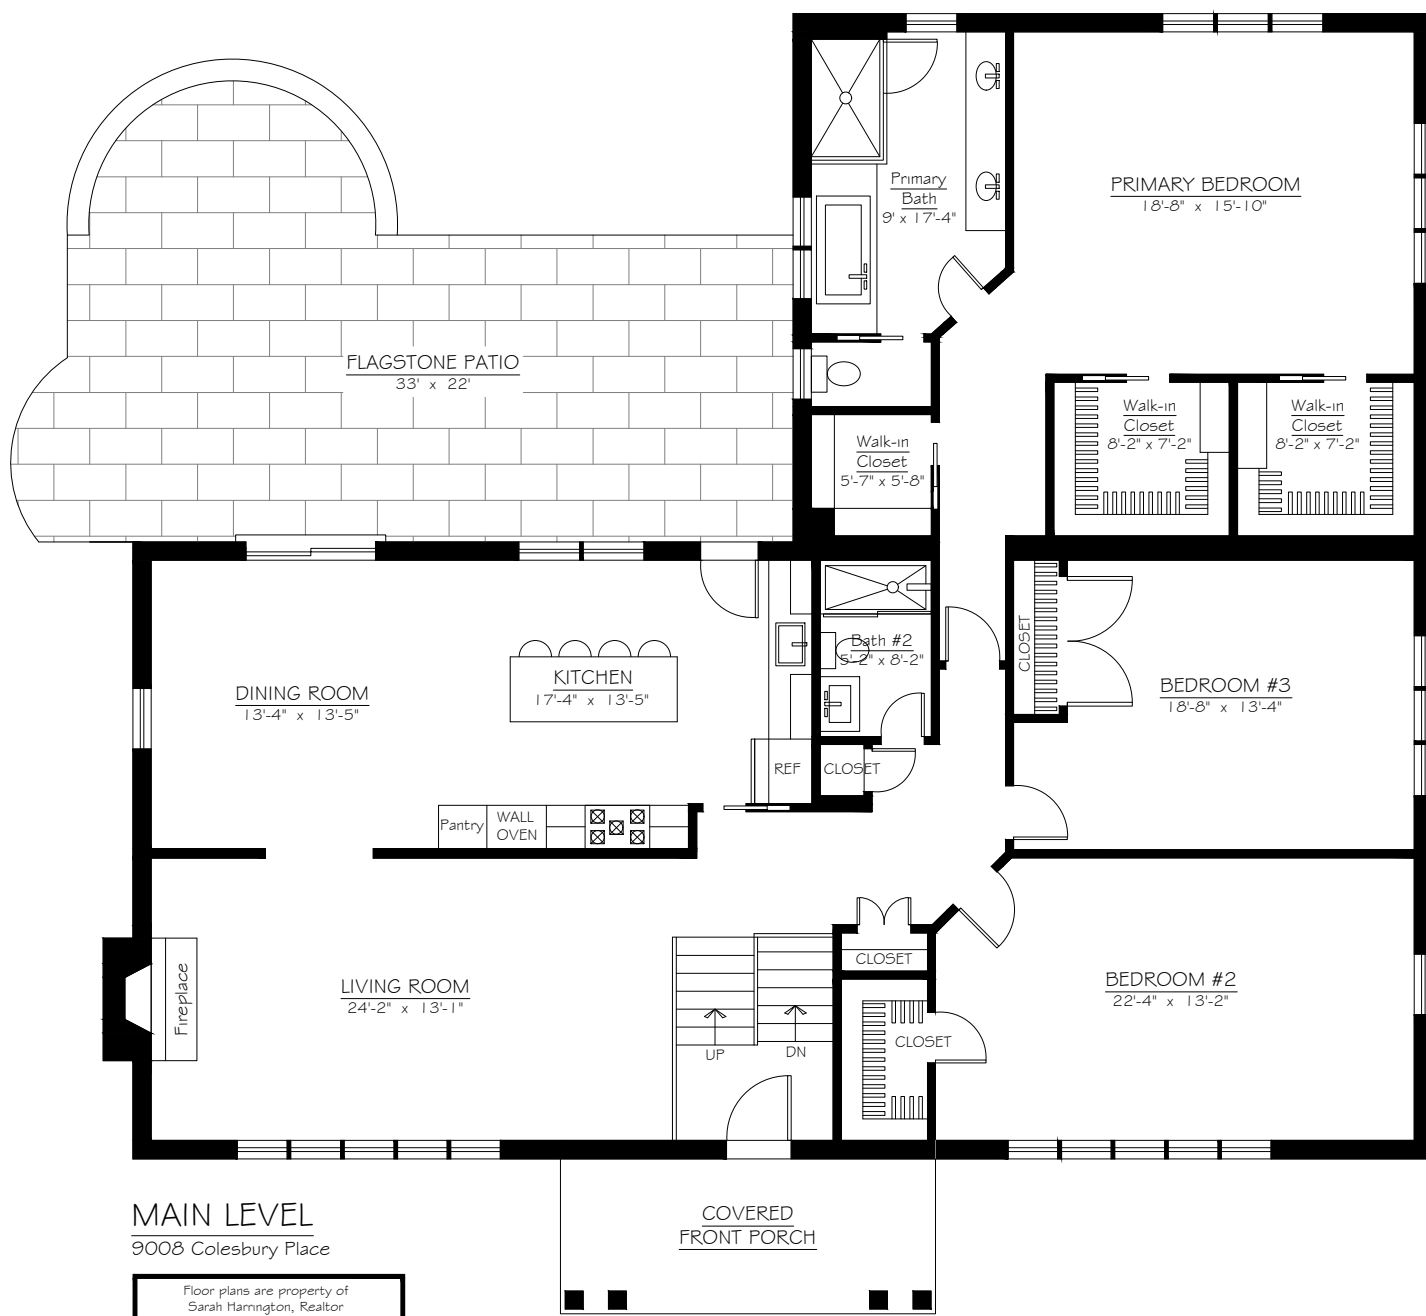 Primary
Bath
9' x 17'-4"
PRIMARY BEDROOM
18'-8" x 15'-10"
FLAGSTONE PATIO
33' x 22'
Walk-in
Closet
5'-7" x 5'-8"
Walk-in
Closet
8'-2" x 7'-2"
Walk-in
Closet
8'-2" x 7'-2"
DINING ROOM
13'-4" x 13'-5"
KITCHEN
17'-4" x 13'-5"
Bath #2
5'-2" x 8'-2"
CLOSET
BEDROOM #3
18'-8" x 13'-4"
REF
CLOSET
Pantry
WALL
OVEN
LIVING ROOM
24'-2" x 13'-1"
Fireplace
UP
DN
CLOSET
CLOSET
BEDROOM #2
22'-4" x 13'-2"
COVERED
FRONT PORCH
MAIN LEVEL
9008 Colesbury Place
Floor plans are property of
Sarah Harrington, Realtor